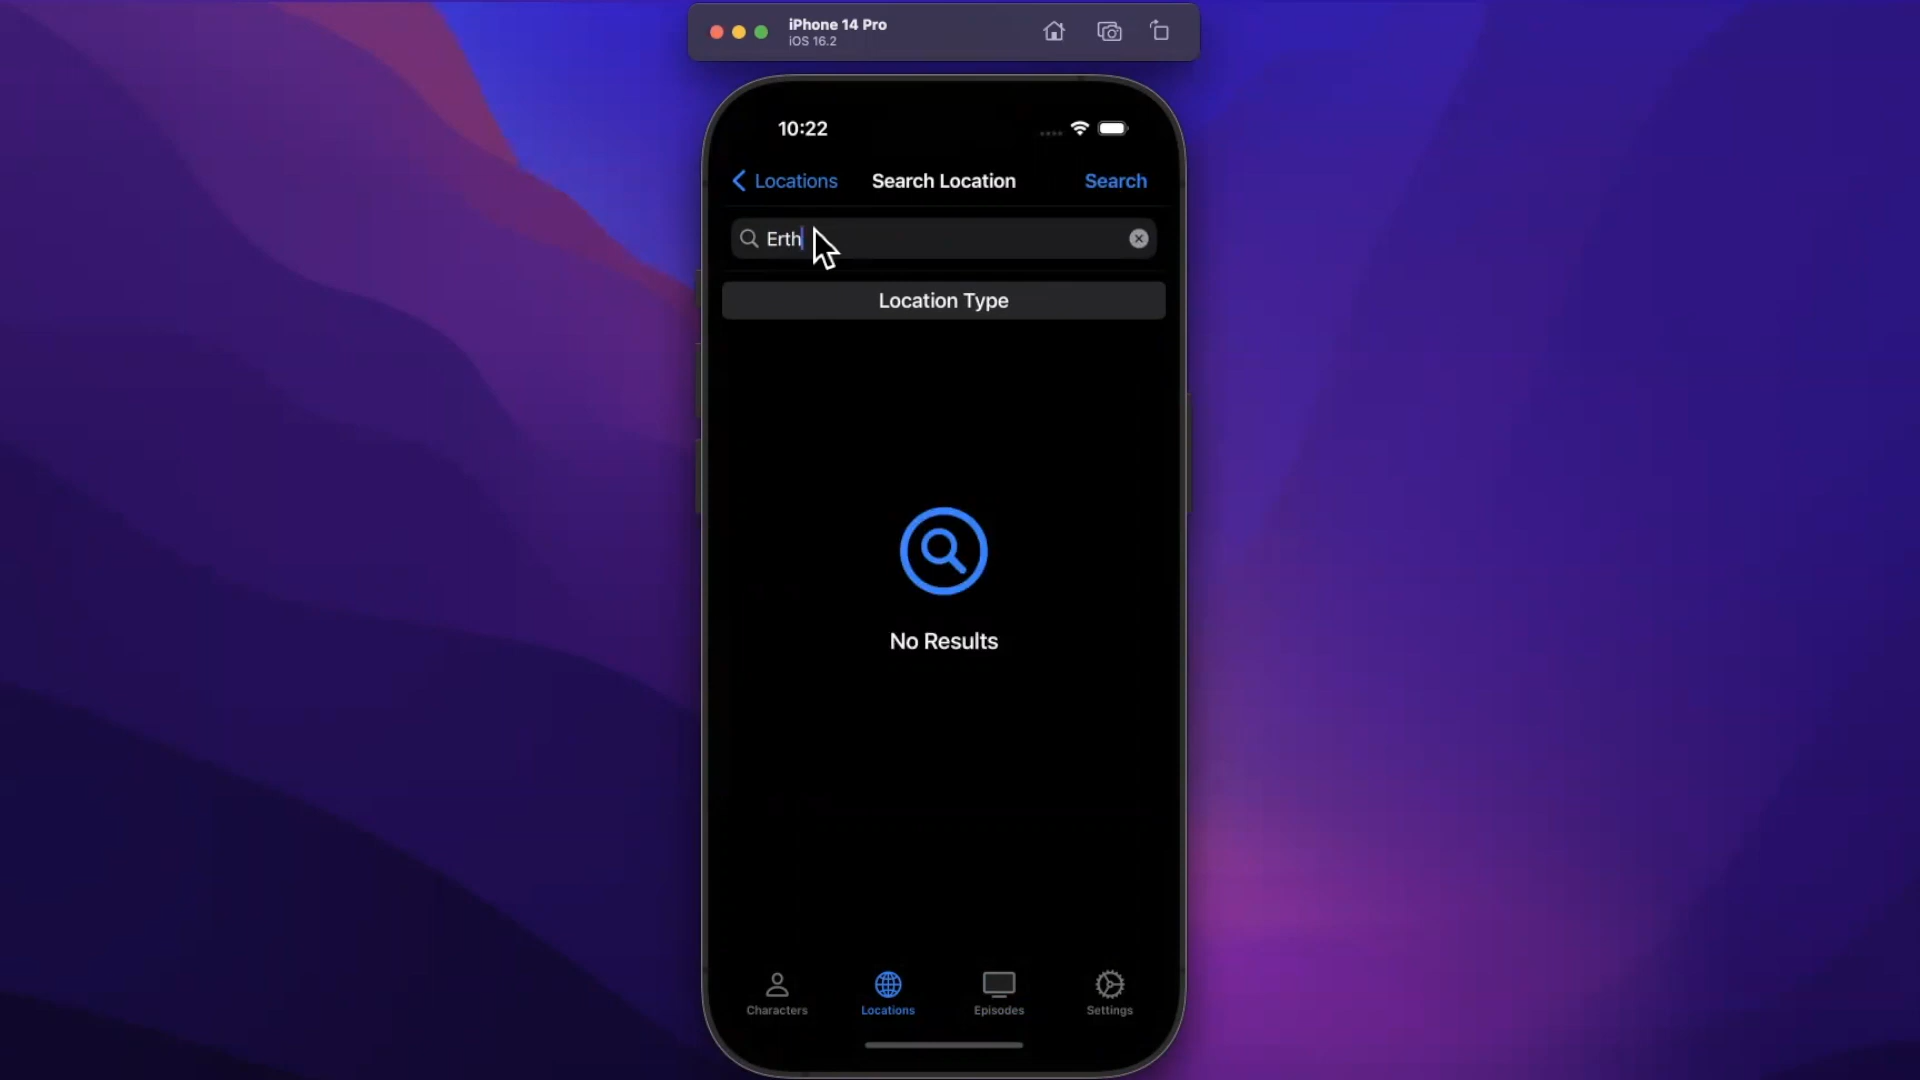 iPhone 14 Pro
iOS 16.2
10:22
Locations
Search Location
Search
Erth
Location Type
No Results
Characters
Locations
Episodes
Settings